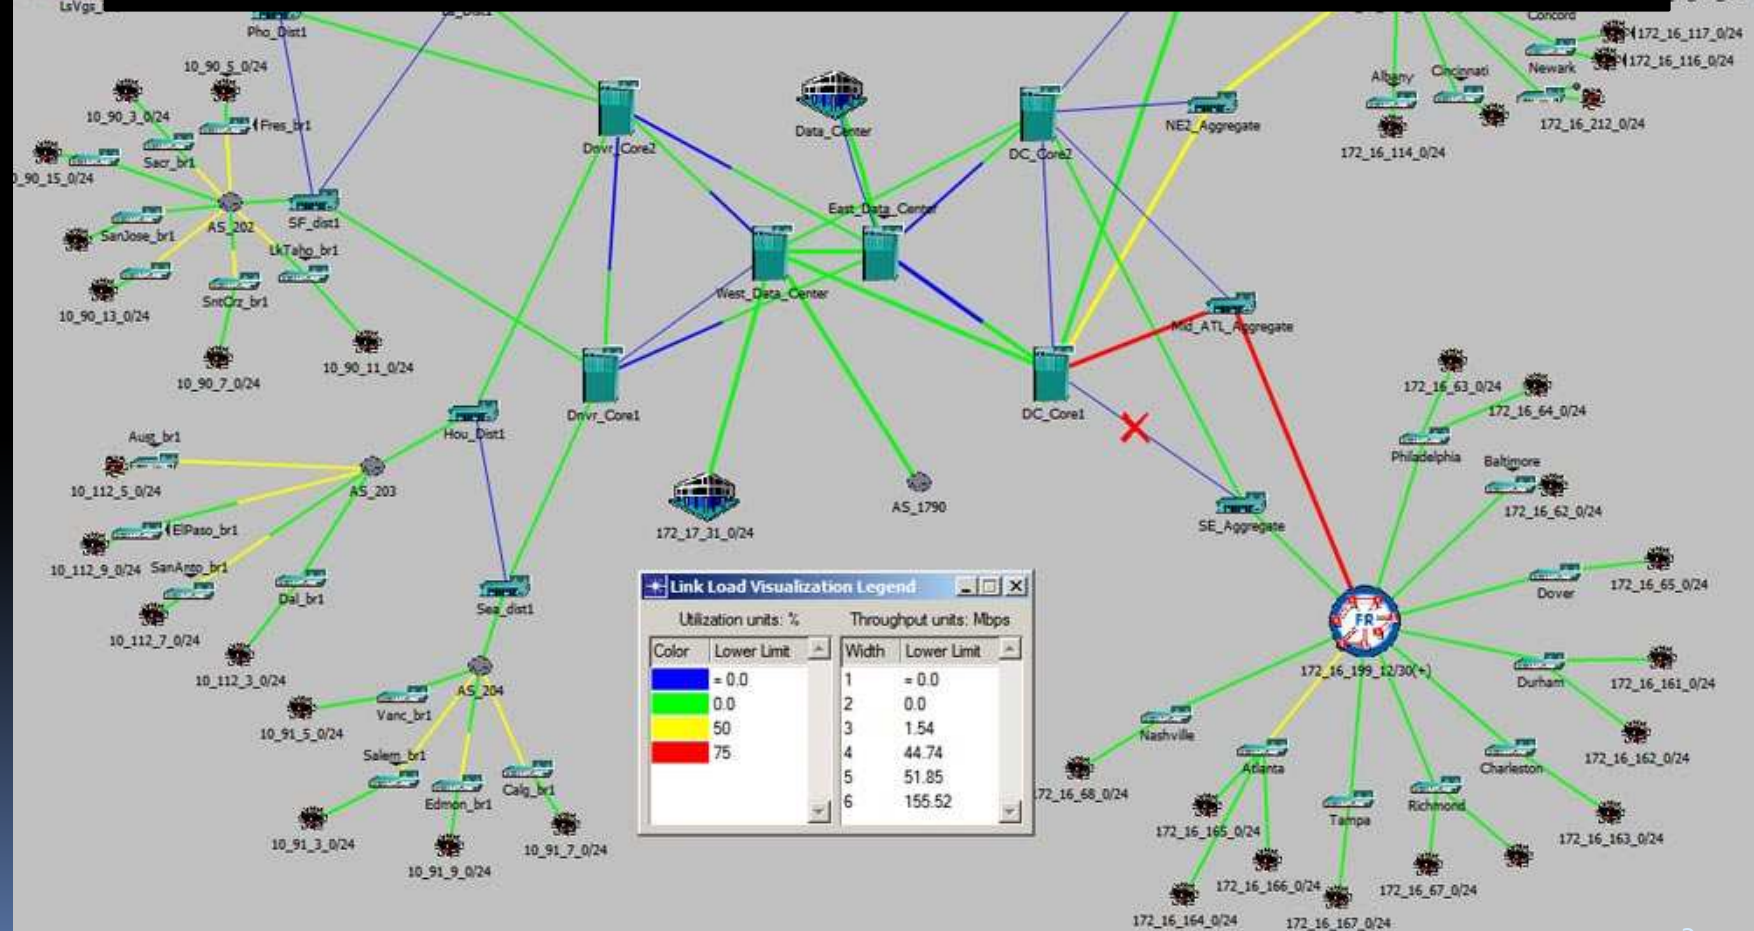 LsVgs_
Pho_Dist1
Concord
172_16_117_0/24
172_16_116_0/24
Newark
Albany
Cincinnati
172_16_212_0/24
172_16_114_0/24
10_90_5_0/24
10_90_3_0/24
Fres_br1
Sacr_br1
0_90_15_0/24
SanJose_br1
AS_202
SF_dist1
LkTaho_br1
SntCrz_br1
10_90_13_0/24
10_90_7_0/24
10_90_11_0/24
Dnvr_Core2
Data_Center
DC_Core2
NE2_Aggregate
East_Data_Center
West_Data_Center
Mid_ATL_Aggregate
Dnvr_Core1
DC_Core1
Hou_Dist1
Aust_br1
10_112_5_0/24
AS_203
ElPaso_br1
10_112_9_0/24
SanAnto_br1
Dal_br1
10_112_7_0/24
10_112_3_0/24
Sea_dist1
AS_204
Vanc_br1
10_91_5_0/24
Salem_br1
Edmon_br1
Calg_br1
10_91_3_0/24
10_91_9_0/24
10_91_7_0/24
172_17_31_0/24
AS_1790
SE_Aggregate
172_16_63_0/24
172_16_64_0/24
Philadelphia
Baltimore
172_16_62_0/24
Dover
172_16_65_0/24
FR
172_16_199_12/30(+)
Durham
172_16_161_0/24
172_16_162_0/24
Nashville
72_16_68_0/24
Atlanta
Charleston
Richmond
Tampa
172_16_165_0/24
172_16_163_0/24
172_16_166_0/24
172_16_67_0/24
172_16_164_0/24
172_16_167_0/24
Link Load Visualization Legend
Utilization units: % Throughput units: Mbps
Color Lower Limit Width Lower Limit
= 0.0 1 = 0.0
0.0 2 0.0
50 3 1.54
75 4 44.74
5 51.85
6 155.52